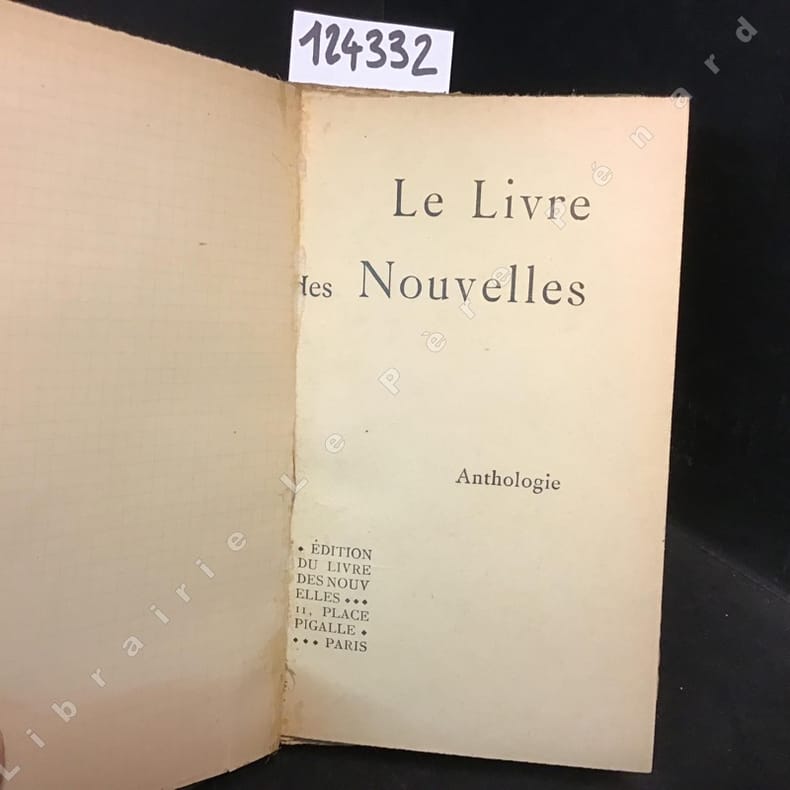 124332
Le Livre
des Nouvelles
Anthologie
◆ ÉDITION
DU LIVRE
DES NOUV
ELLES ◆◆◆
11, PLACE
PIGALLE ◆
◆◆◆ PARIS
Librairie Le Père Pénard